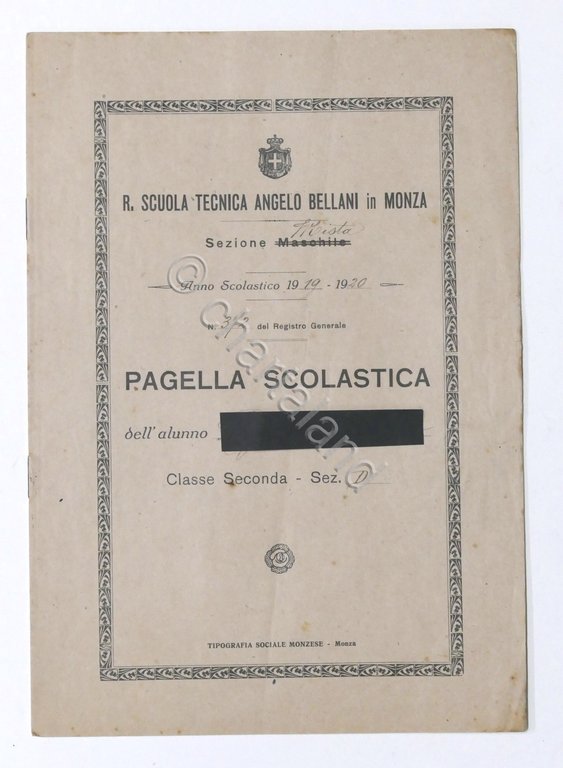 R. SCUOLA TECNICA ANGELO BELLANI in MONZA
Mista
Sezione Maschile
Anno Scolastico 1919 - 1920
N. del Registro Generale
PAGELLA SCOLASTICA
dell'alunno
Classe Seconda - Sez. D
TIPOGRAFIA SOCIALE MONZESE - Monza
© Chartaland